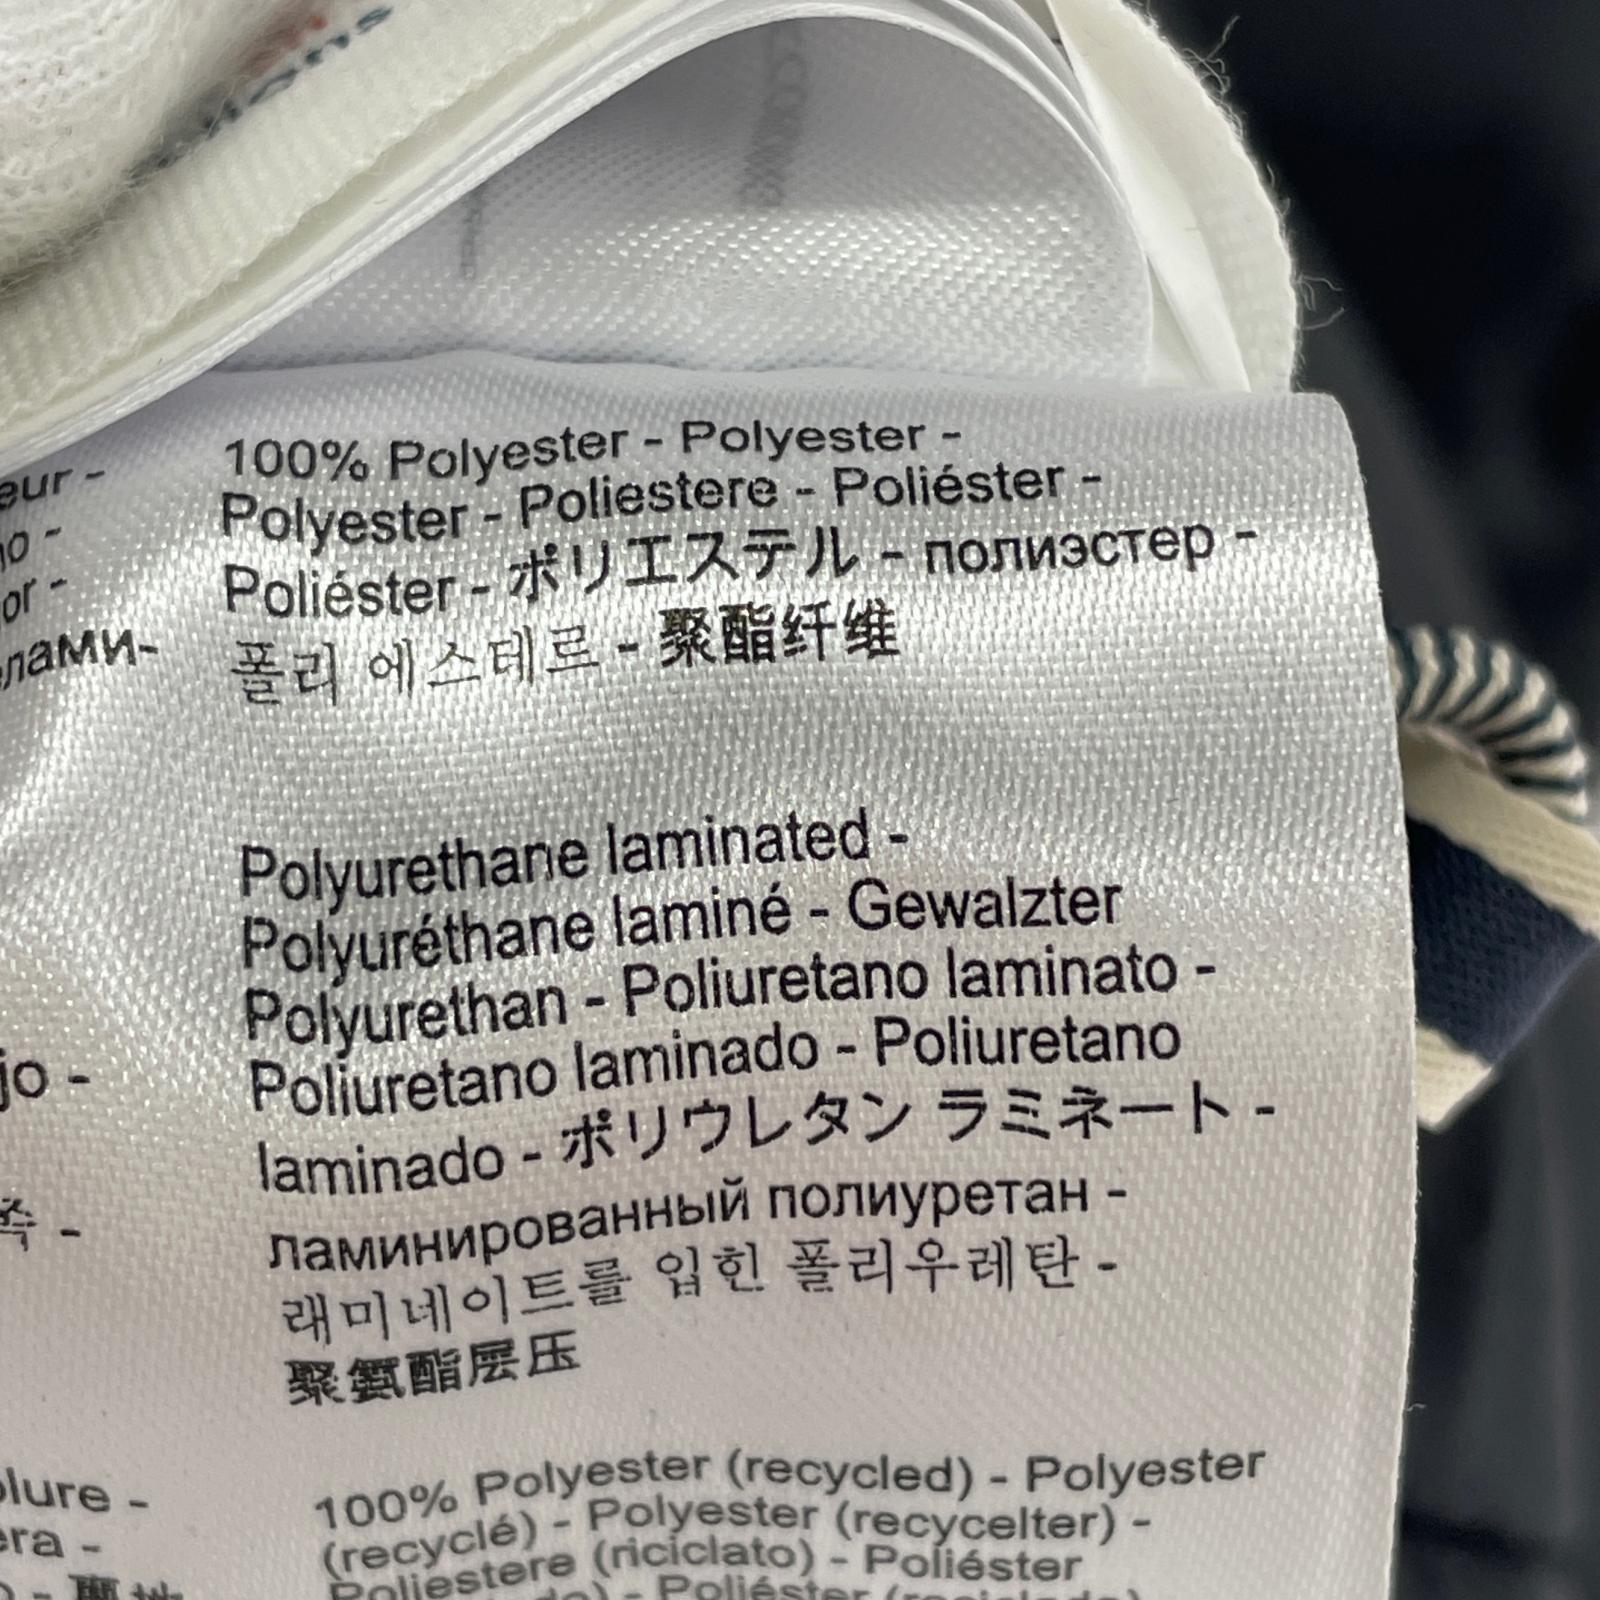 100% Polyester - Polyester -
Polyester - Poliestere - Poliéster -
Poliéster - ポリエステル - полиэстер -
폴리 에스테르 - 聚酯纤维
Polyurethane laminated -
Polyuréthane laminé - Gewalzter
Polyurethan - Poliuretano laminato -
Poliuretano laminado - Poliuretano
laminado - ポリウレタン ラミネート -
ламинированный полиуретан -
래미네이트를 입힌 폴리우레탄 -
聚氨酯层压
100% Polyester (recycled) - Polyester
(recyclé) - Polyester (recycelter) -
Poliestere (riciclato) - Poliéster